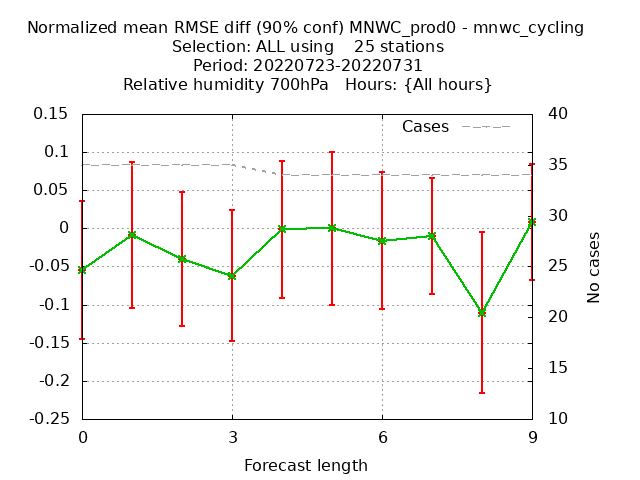 Normalized mean RMSE diff (90% conf) MNWC_prod0 - mnwc_cycling
Selection: ALL using    25 stations
Period: 20220723-20220731
Relative humidity 700hPa   Hours: {All hours}
Cases
0.15
0.1
0.05
0
-0.05
-0.1
-0.15
-0.2
-0.25
40
35
30
25
20
15
10
No cases
0 3 6 9
Forecast length